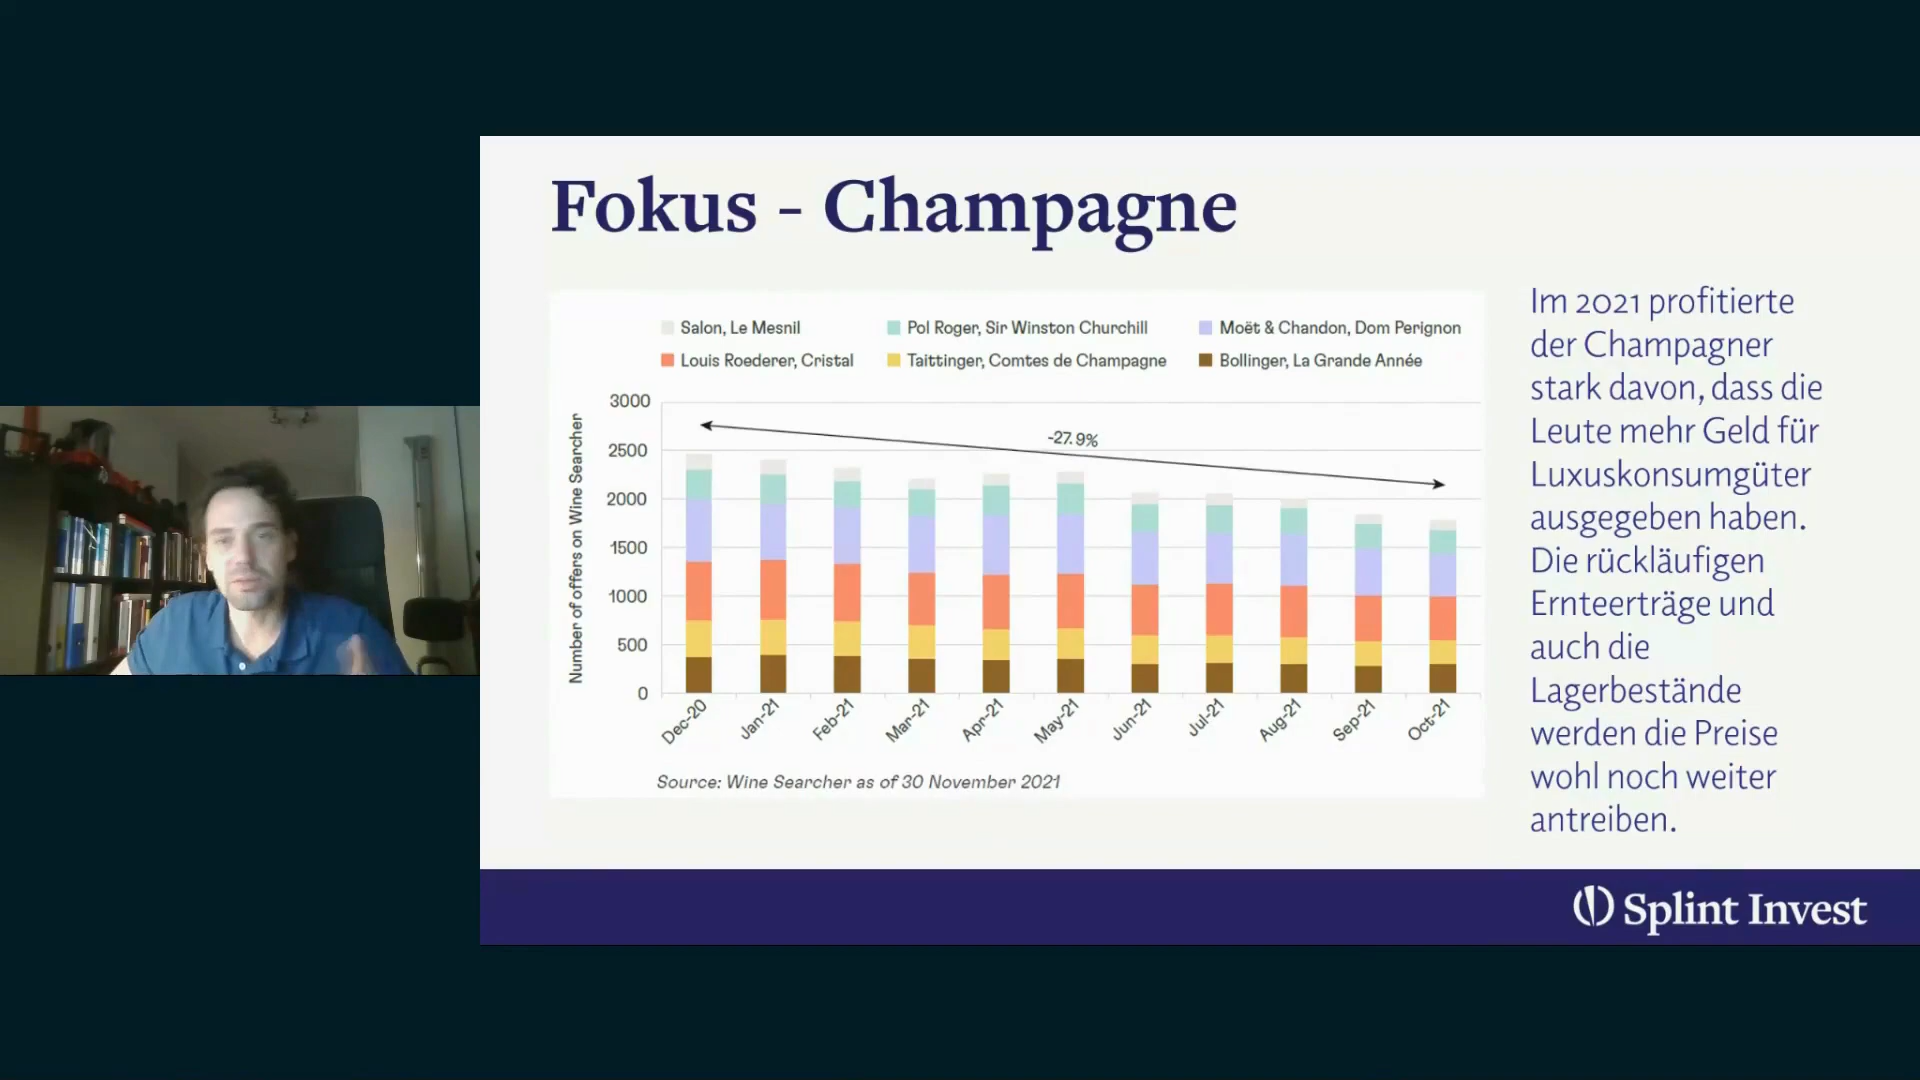 Fokus - Champagne
Salon, Le Mesnil
Pol Roger, Sir Winston Churchill
Moët & Chandon, Dom Perignon
Louis Roederer, Cristal
Taittinger, Comtes de Champagne
Bollinger, La Grande Année
Number of offers on Wine Searcher
3000
2500
2000
1500
1000
500
0
-27.9%
Dec-20
Jan-21
Feb-21
Mar-21
Apr-21
May-21
Jun-21
Jul-21
Aug-21
Sep-21
Oct-21
Source: Wine Searcher as of 30 November 2021
Im 2021 profitierte
der Champagner
stark davon, dass die
Leute mehr Geld für
Luxuskonsumgüter
ausgegeben haben.
Die rückläufigen
Ernteerträge und
auch die
Lagerbestände
werden die Preise
wohl noch weiter
antreiben.
Splint Invest